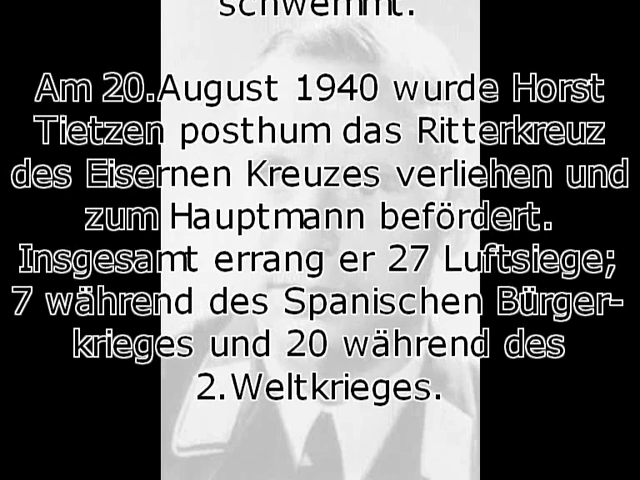 schwemmt.
Am 20.August 1940 wurde Horst
Tietzen posthum das Ritterkreuz
des Eisernen Kreuzes verliehen und
zum Hauptmann befördert.
Insgesamt errang er 27 Luftsiege;
7 während des Spanischen Bürger-
krieges und 20 während des
2.Weltkrieges.